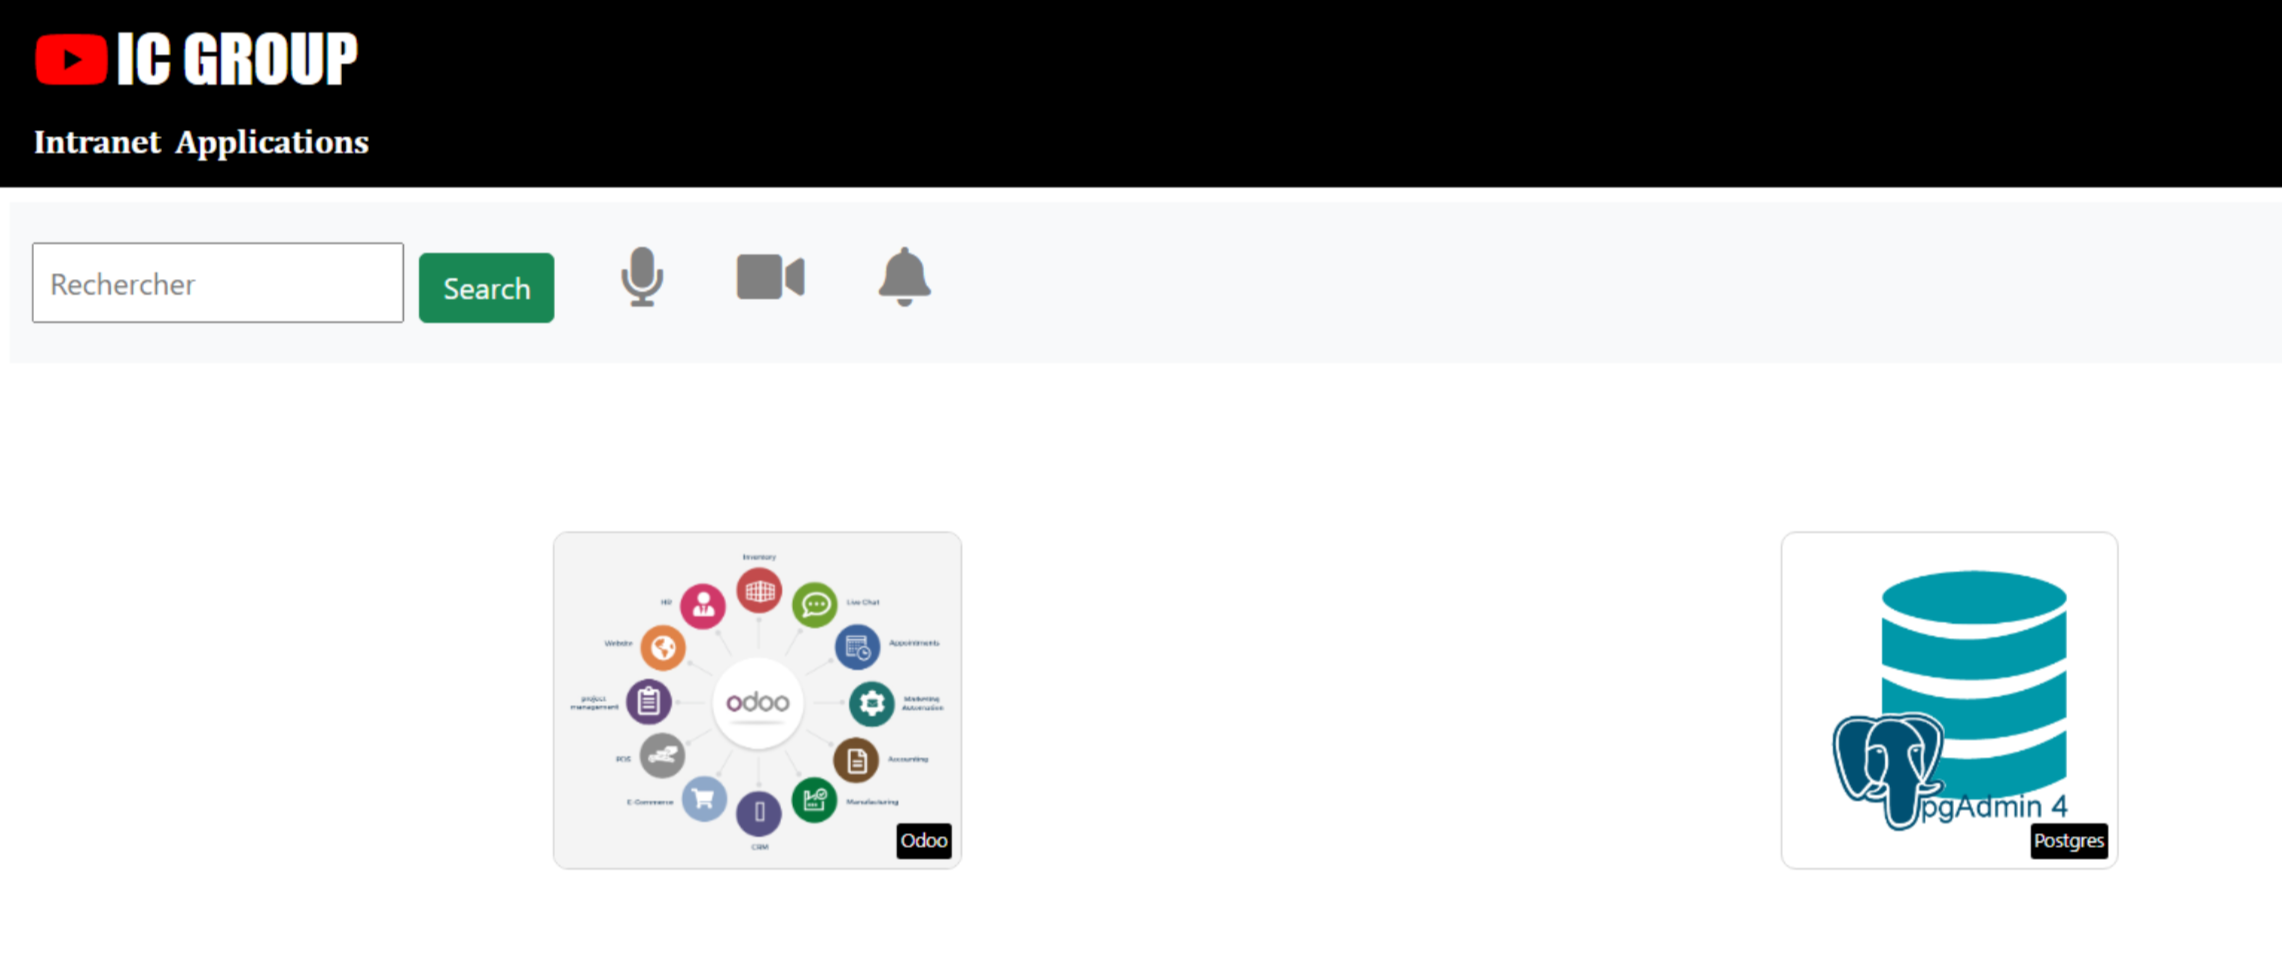 IC GROUP
Intranet Applications
Rechercher
Search
Inventory
HR
Live Chat
Website
Appointments
project
management
odoo
Marketing
Automation
POS
Accounting
E-Commerce
Manufacturing
CRM
Odoo
pgAdmin 4
Postgres